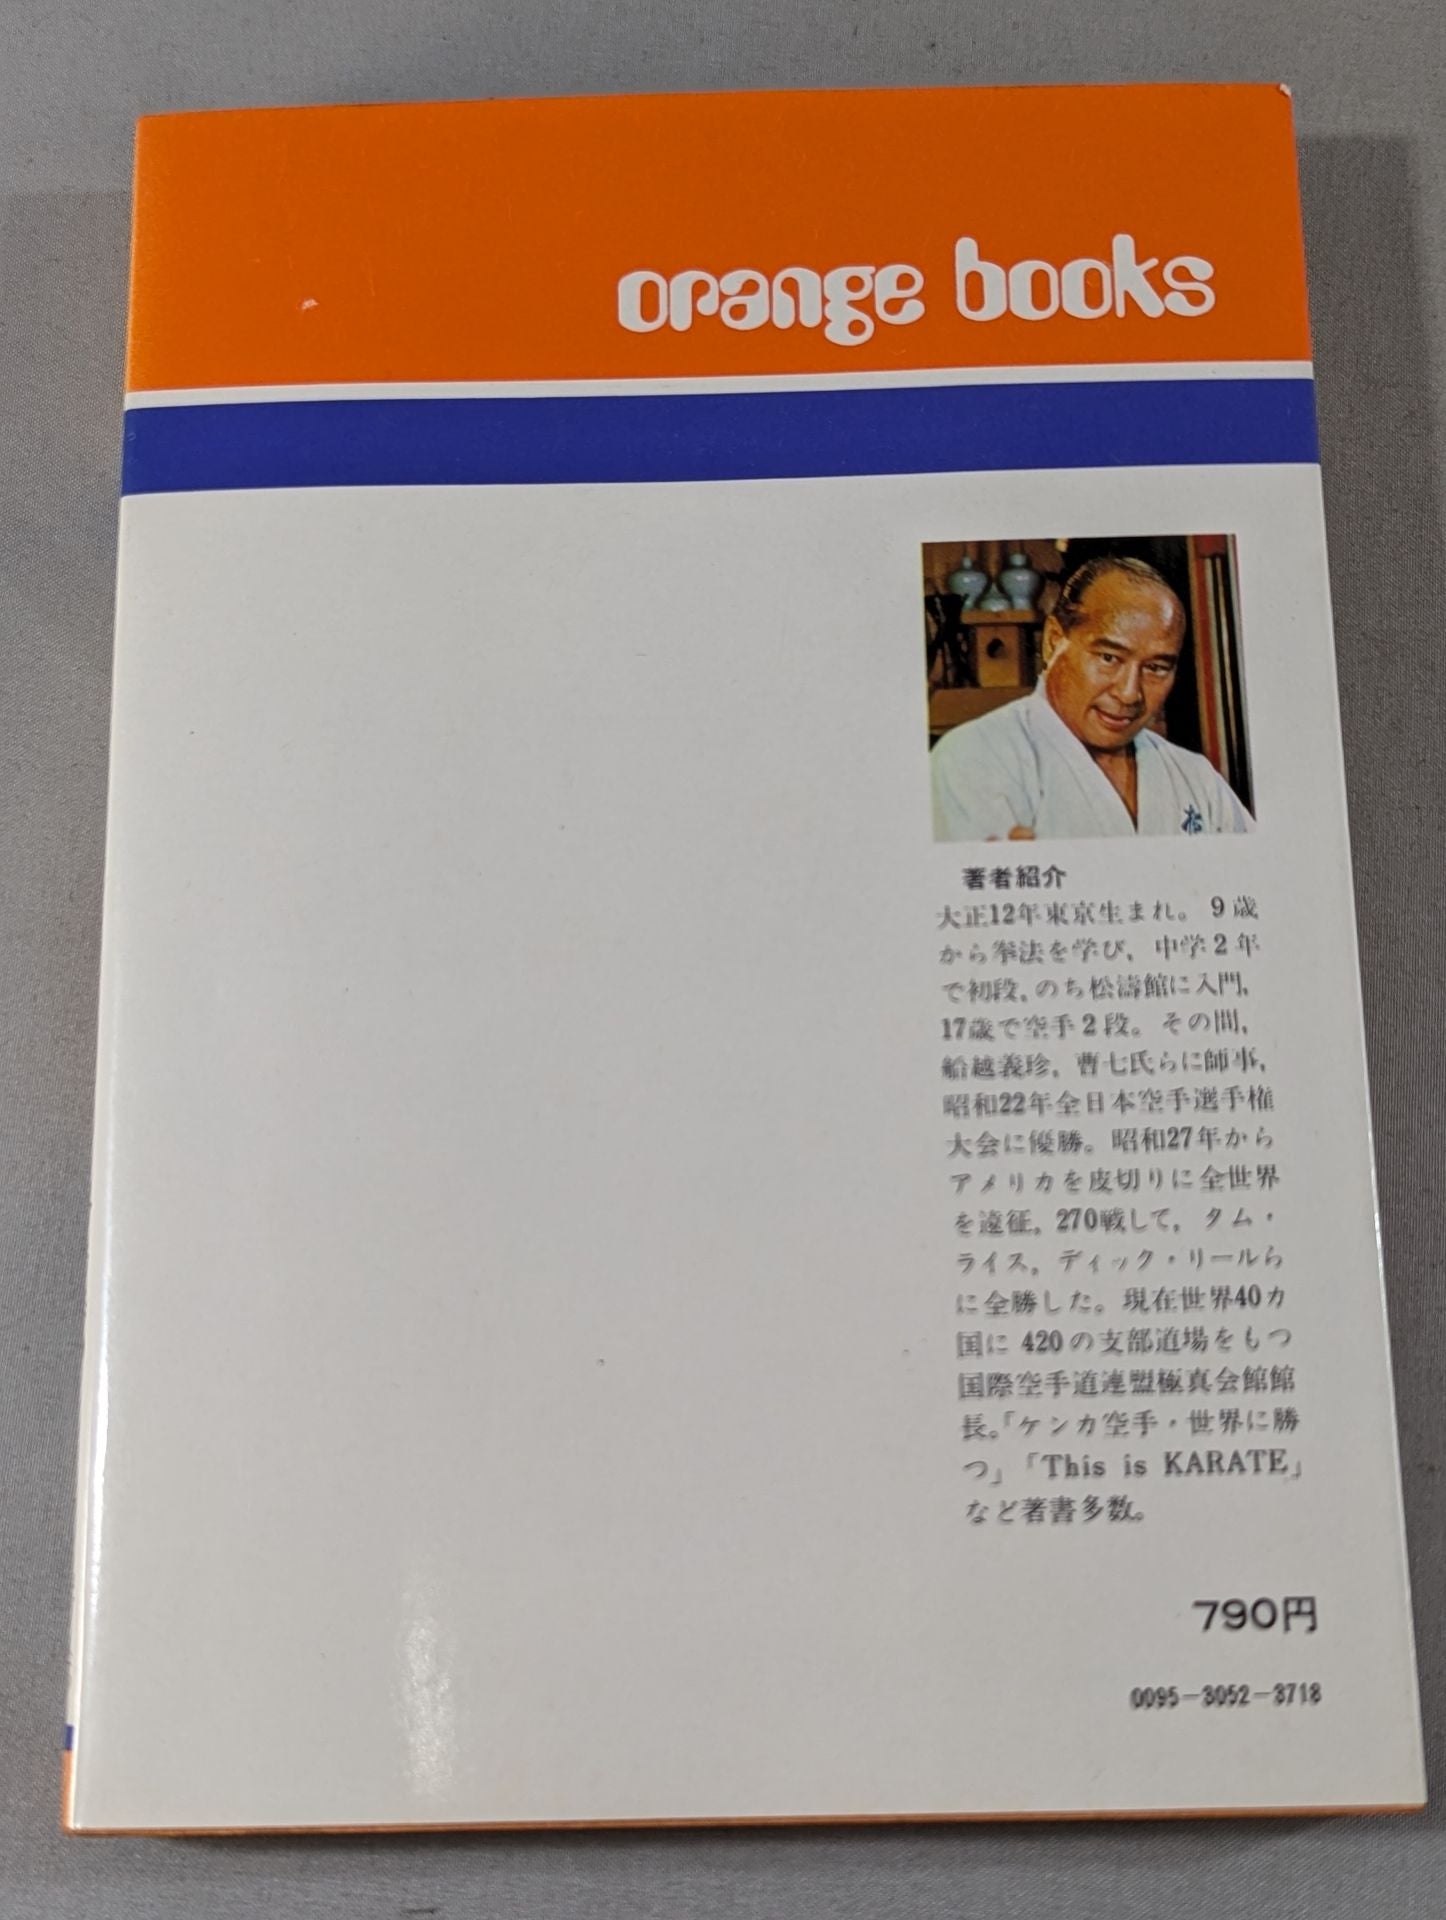 orange books
極
著者紹介
大正12年東京生まれ。9歳
から拳法を学び，中学2年
で初段，のち松濤館に入門，
17歳で空手2段。その間，
船越義珍，曹七氏らに師事，
昭和22年全日本空手選手権
大会に優勝。昭和27年から
アメリカを皮切りに全世界
を遠征，270戦して，タム・
ライス，ディック・リールら
に全勝した。現在世界40カ
国に420の支部道場をもつ
国際空手道連盟極真会館館
長。「ケンカ空手・世界に勝
つ」「This is KARATE」
など著書多数。
790円
0095-3052-3718